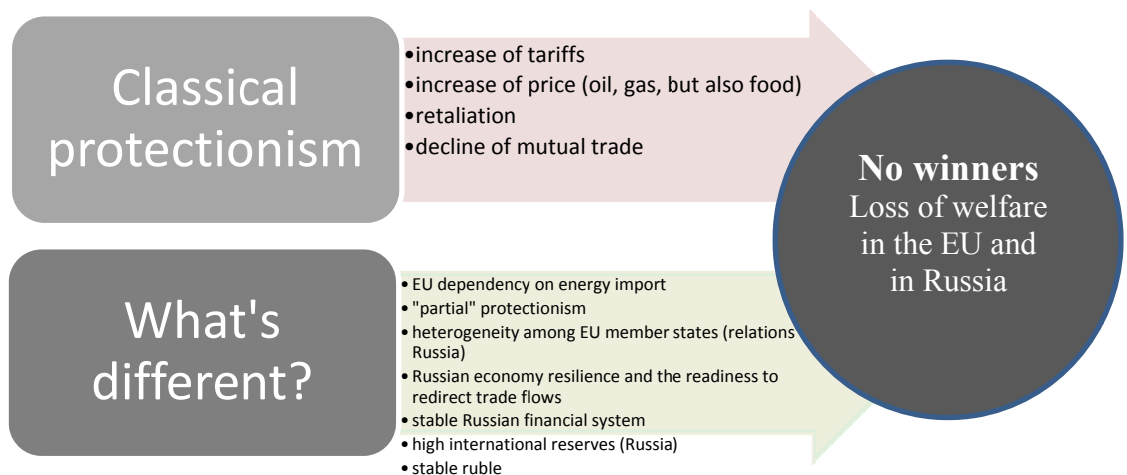 Classical
protectionism
•increase of tariffs
•increase of price (oil, gas, but also food)
•retaliation
•decline of mutual trade
What's
different?
• EU dependency on energy import
• "partial" protectionism
• heterogeneity among EU member states (relations
Russia)
• Russian economy resilience and the readiness to
redirect trade flows
• stable Russian financial system
• high international reserves (Russia)
• stable ruble
No winners
Loss of welfare
in the EU and
in Russia